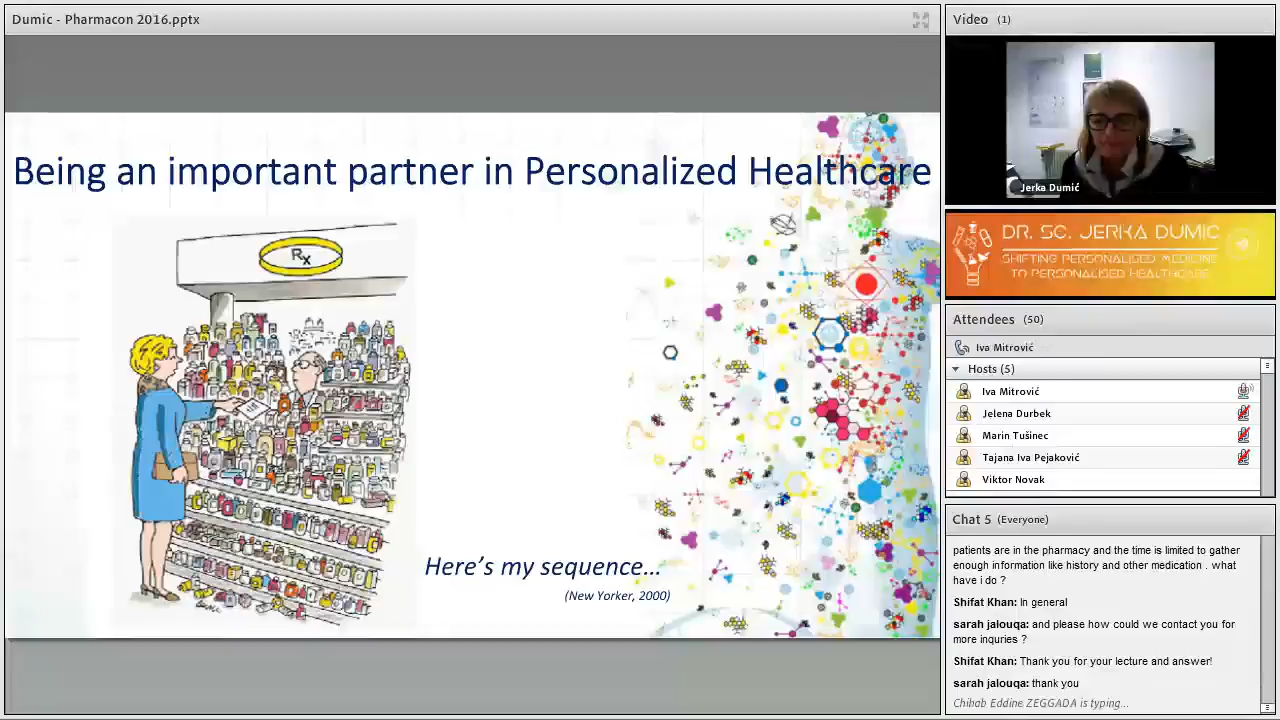 Dumic - Pharmacon 2016.pptx
Being an important partner in Personalized Healthcare
Rx
Here's my sequence...
(New Yorker, 2000)
Video (1)
Jerka Dumić
DR. SC. JERKA DUMIC
SHIFTING PERSONALISED MEDICINE
TO PERSONALISED HEALTHCARE
Attendees (50)
Iva Mitrović
Hosts (5)
Iva Mitrović
Jelena Durbek
Marin Tušinec
Tajana Iva Pejaković
Viktor Novak
Chat 5 (Everyone)
patients are in the pharmacy and the time is limited to gather
enough information like history and other medication . what
have i do ?
Shifat Khan: In general
sarah jalouqa: and please how could we contact you for
more inquries ?
Shifat Khan: Thank you for your lecture and answer!
sarah jalouqa: thank you
Chihab Eddine ZEGGADA is typing...